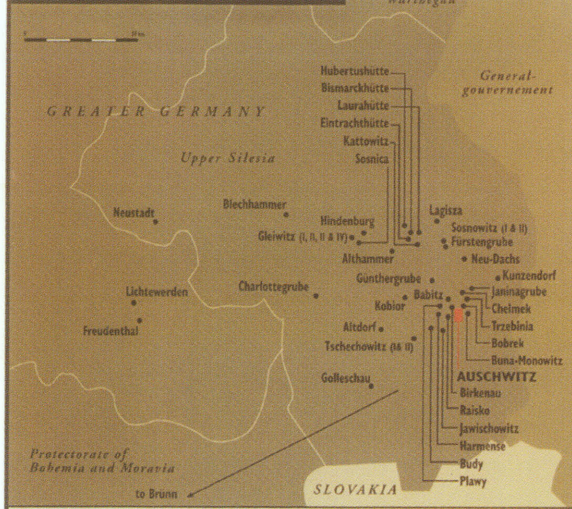 Warthegau
0
General-
gouvernement
GREATER GERMANY
Upper Silesia
Hubertushütte
Bismarckhütte
Laurahütte
Eintrachthütte
Kattowitz
Sosnica
Neustadt
Blechhammer
Hindenburg
Gleiwitz (I, II, II & IV)
Althammer
Lagisza
Sosnowitz (I & II)
Fürstengrube
Neu-Dachs
Kunzendorf
Lichtewerden
Freudenthal
Charlottegrube
Günthergrube
Kobior
Babitz
Janinagrube
Chelmek
Trzebinia
Bobrek
Buna-Monowitz
Altdorf
Tschechowitz (I& II)
Golleschau
AUSCHWITZ
Birkenau
Raisko
Jawischowitz
Harmense
Budy
Plawy
Protectorate of
Bohemia and Moravia
to Brünn
SLOVAKIA